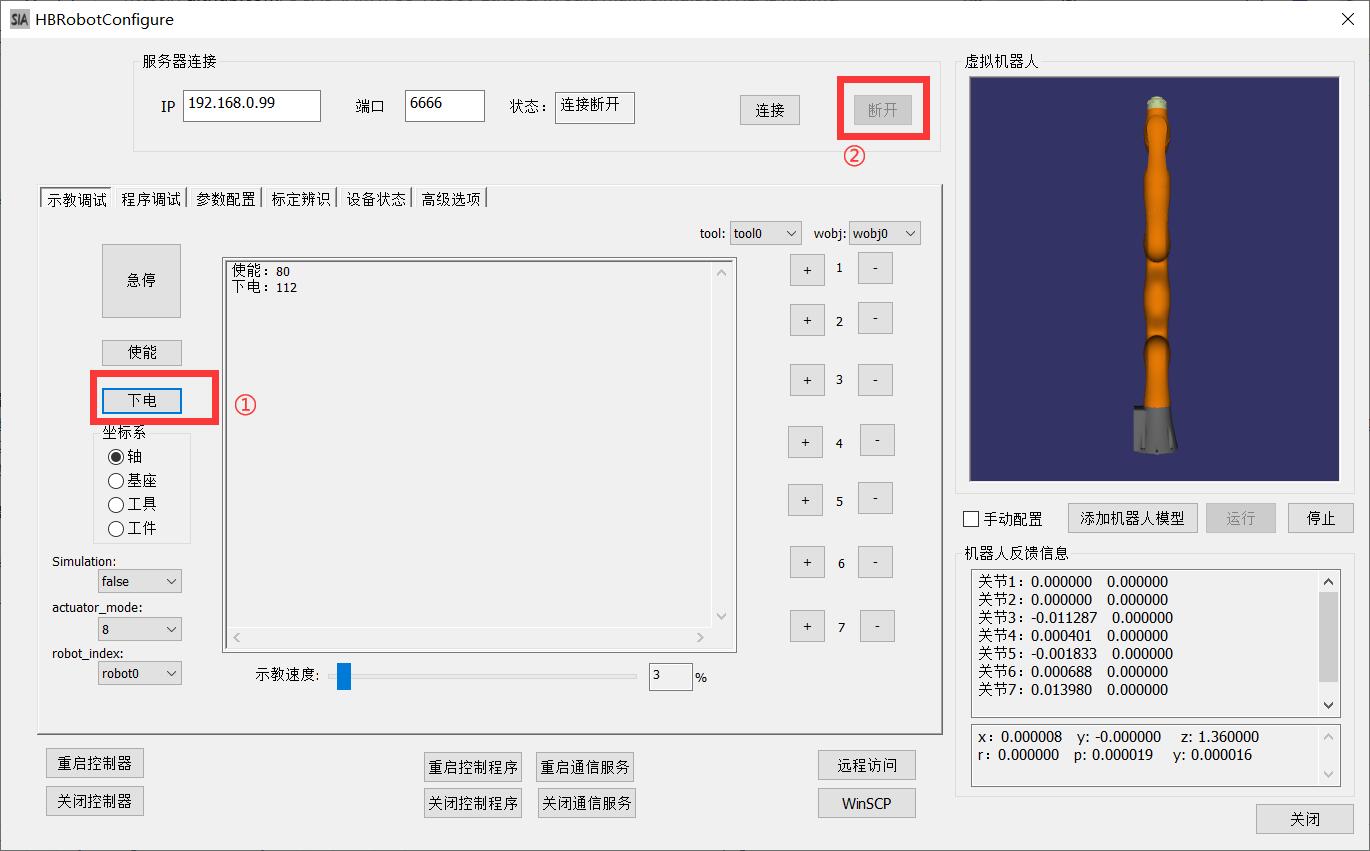 SIA HBRobotConfigure
服务器连接
IP 192.168.0.99 端口 6666 状态： 连接断开 连接 断开
②
示教调试 程序调试 参数配置 标定辨识 设备状态 高级选项
tool: tool0 wobj: wobj0
急停
使能
下电
①
使能：80
下电：112
坐标系
轴
基座
工具
工件
Simulation:
false
actuator_mode:
8
robot_index:
robot0
+ 1 -
+ 2 -
+ 3 -
+ 4 -
+ 5 -
+ 6 -
+ 7 -
示教速度: 3 %
重启控制器 重启控制程序 重启通信服务 远程访问
关闭控制器 关闭控制程序 关闭通信服务 WinSCP
虚拟机器人
手动配置 添加机器人模型 运行 停止
机器人反馈信息
关节1：0.000000 0.000000
关节2：0.000000 0.000000
关节3：-0.011287 0.000000
关节4：0.000401 0.000000
关节5：-0.001833 0.000000
关节6：0.000688 0.000000
关节7：0.013980 0.000000
x：0.000008 y: -0.000000 z: 1.360000
r：0.000000 p: 0.000019 y: 0.000016
关闭